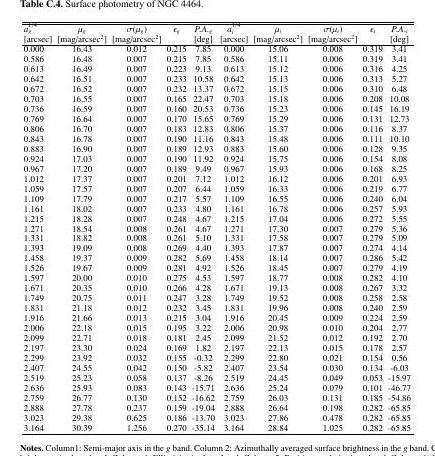 Table C.4. Surface photometry of NGC 4464.
a_g^1/4 μ_g σ(μ_g) ϵ_g P.A._g a_i^1/4 μ_i σ(μ_i) ϵ_i P.A._i
[arcsec] [mag/arcsec²] [mag/arcsec²] [deg] [arcsec] [mag/arcsec²] [mag/arcsec²] [deg]
0.000 16.43 0.012 0.215 7.85 0.000 15.06 0.008 0.319 3.41
0.586 16.48 0.007 0.215 7.85 0.586 15.11 0.006 0.319 3.41
0.613 16.49 0.007 0.223 9.13 0.613 15.12 0.006 0.316 4.25
0.642 16.51 0.007 0.233 10.58 0.642 15.13 0.006 0.313 5.27
0.672 16.52 0.007 0.232 13.37 0.672 15.15 0.006 0.310 6.48
0.703 16.55 0.007 0.165 22.47 0.703 15.18 0.006 0.208 10.08
0.736 16.59 0.007 0.160 20.53 0.736 15.23 0.006 0.145 16.19
0.769 16.64 0.007 0.170 15.65 0.769 15.29 0.006 0.131 12.73
0.806 16.70 0.007 0.183 12.83 0.806 15.37 0.006 0.116 8.37
0.843 16.78 0.007 0.190 11.16 0.843 15.48 0.006 0.111 10.10
0.883 16.90 0.007 0.189 12.93 0.883 15.60 0.006 0.128 9.35
0.924 17.03 0.007 0.190 11.92 0.924 15.75 0.006 0.154 8.08
0.967 17.20 0.007 0.189 9.49 0.967 15.93 0.006 0.168 8.25
1.012 17.37 0.007 0.201 7.12 1.012 16.12 0.006 0.201 6.93
1.059 17.57 0.007 0.207 6.44 1.059 16.33 0.006 0.219 6.77
1.109 17.79 0.007 0.217 5.57 1.109 16.55 0.006 0.240 6.04
1.161 18.02 0.007 0.233 4.80 1.161 16.78 0.006 0.257 5.93
1.215 18.28 0.007 0.248 4.67 1.215 17.04 0.006 0.272 5.55
1.271 18.54 0.008 0.261 4.67 1.271 17.30 0.007 0.279 5.36
1.331 18.82 0.008 0.261 5.10 1.331 17.58 0.007 0.279 5.09
1.393 19.09 0.008 0.269 4.40 1.393 17.87 0.007 0.274 4.14
1.458 19.37 0.009 0.282 5.69 1.458 18.14 0.007 0.286 5.42
1.526 19.67 0.009 0.281 4.92 1.526 18.45 0.007 0.279 4.19
1.597 20.00 0.010 0.275 4.53 1.597 18.77 0.008 0.282 4.10
1.671 20.35 0.010 0.266 4.28 1.671 19.13 0.008 0.267 3.32
1.749 20.75 0.011 0.247 3.28 1.749 19.52 0.008 0.258 2.58
1.831 21.18 0.012 0.232 3.45 1.831 19.96 0.008 0.240 2.59
1.916 21.66 0.013 0.215 3.04 1.916 20.45 0.009 0.224 2.59
2.006 22.18 0.015 0.195 3.22 2.006 20.98 0.010 0.204 2.77
2.099 22.71 0.018 0.181 2.45 2.099 21.52 0.012 0.192 2.70
2.197 23.30 0.024 0.169 1.82 2.197 22.13 0.015 0.178 2.57
2.299 23.92 0.032 0.155 -0.32 2.299 22.80 0.021 0.154 0.56
2.407 24.55 0.042 0.150 -5.82 2.407 23.54 0.030 0.134 -6.03
2.519 25.23 0.058 0.137 -8.26 2.519 24.45 0.049 0.053 -15.97
2.636 25.93 0.083 0.143 -15.71 2.636 25.24 0.079 0.101 -46.77
2.759 26.77 0.130 0.152 -16.62 2.759 26.03 0.131 0.182 -65.85
2.888 27.78 0.237 0.159 -19.04 2.888 26.64 0.198 0.282 -65.85
3.023 29.38 0.625 0.186 -13.70 3.023 27.86 0.478 0.282 -65.85
3.164 30.39 1.256 0.270 -35.14 3.164 28.84 1.025 0.282 -65.85
Notes. Column1: Semi-major axis in the g band. Column 2: Azimuthally averaged surface brightness in the g band. C